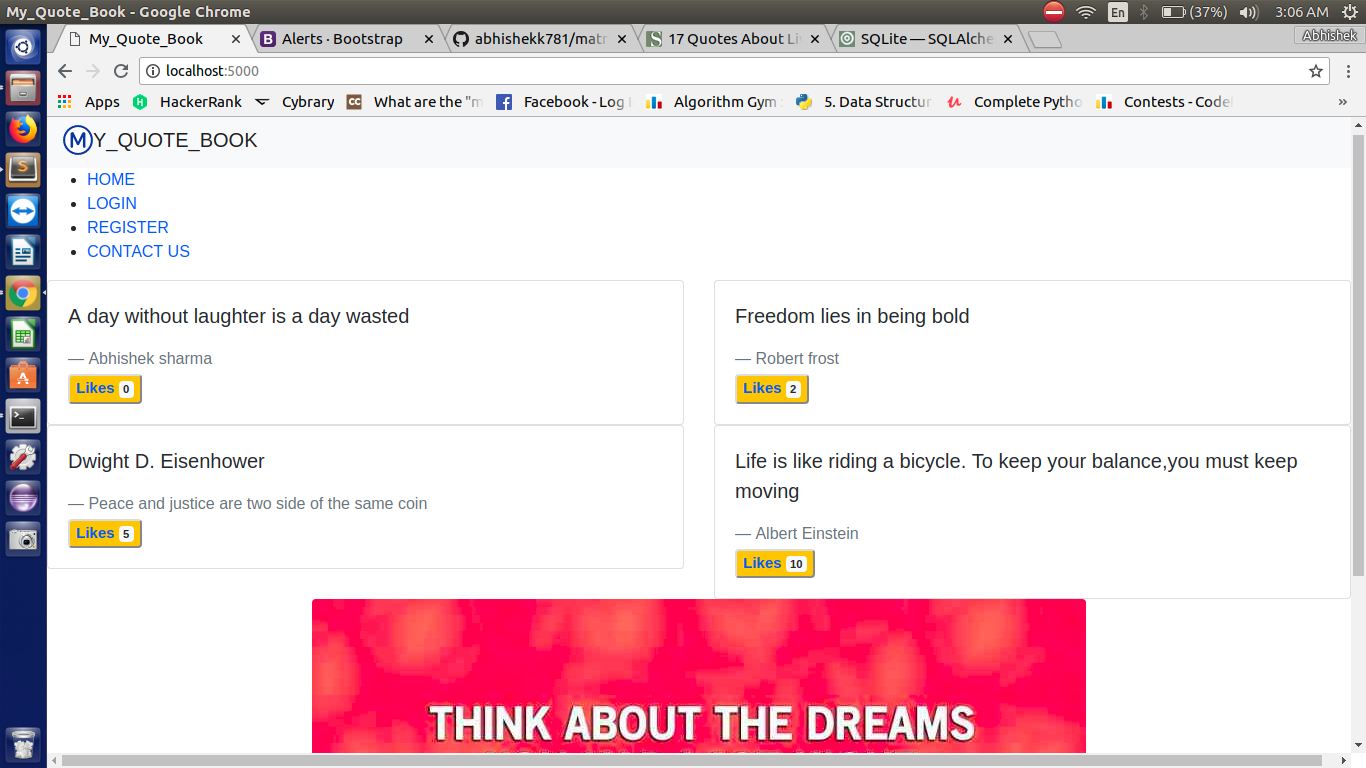 My_Quote_Book - Google Chrome
En
(37%)
3:06 AM
My_Quote_Book
Alerts · Bootstrap
abhishekk781/mat
17 Quotes About Li
SQLite — SQLAlche
Abhishek
localhost:5000
Apps
HackerRank
Cybrary
CC
What are the "m
Facebook - Log
Algorithm Gym
5. Data Structur
Complete Pytho
Contests - Code
»
MY_QUOTE_BOOK
HOME
LOGIN
REGISTER
CONTACT US
A day without laughter is a day wasted
— Abhishek sharma
Likes 0
Freedom lies in being bold
— Robert frost
Likes 2
Dwight D. Eisenhower
— Peace and justice are two side of the same coin
Likes 5
Life is like riding a bicycle. To keep your balance,you must keep
moving
— Albert Einstein
Likes 10
THINK ABOUT THE DREAMS